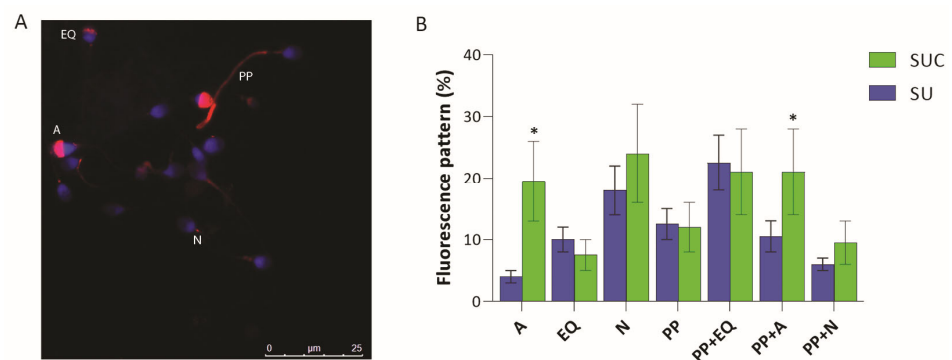 A
EQ
PP
A
N
0 µm 25
B
Fluorescence pattern (%)
40
30
20
10
0
* *
A EQ N PP PP+EQ PP+A PP+N
SUC
SU